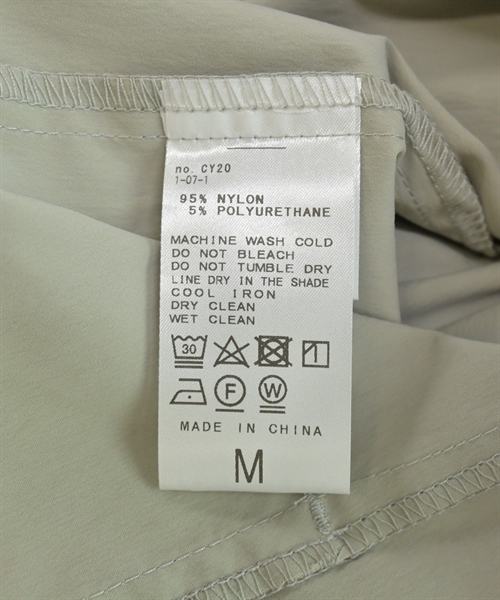 no. CY20
1-07-1
95% NYLON
5% POLYURETHANE
MACHINE WASH COLD
DO NOT BLEACH
DO NOT TUMBLE DRY
LINE DRY IN THE SHADE
COOL IRON
DRY CLEAN
WET CLEAN
30
F W
MADE IN CHINA
M